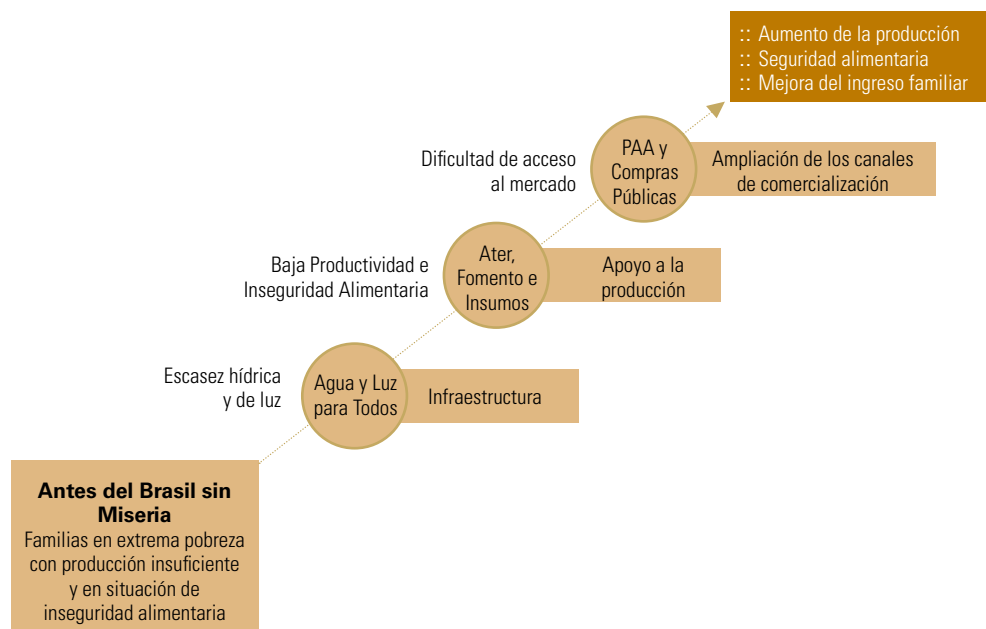 :: Aumento de la producción
:: Seguridad alimentaria
:: Mejora del ingreso familiar
Dificultad de acceso
al mercado
PAA y
Compras
Públicas
Ampliación de los canales
de comercialización
Baja Productividad e
Inseguridad Alimentaria
Ater,
Fomento e
Insumos
Apoyo a la
producción
Escasez hídrica
y de luz
Agua y Luz
para Todos
Infraestructura
Antes del Brasil sin
Miseria
Familias en extrema pobreza
con producción insuficiente
y en situación de
inseguridad alimentaria